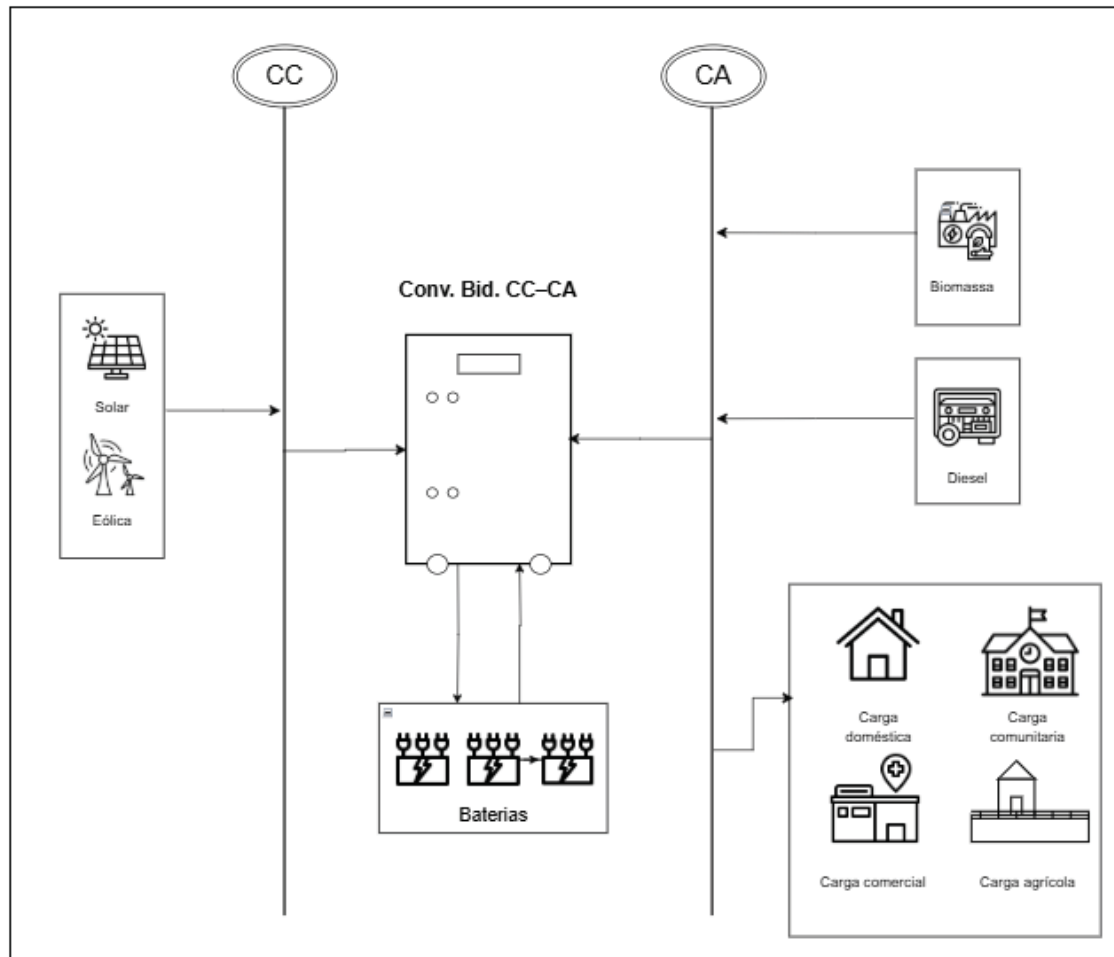 CC
CA
Biomassa
Conv. Bid. CC–CA
Solar
Eólica
Diesel
Baterias
Carga
doméstica
Carga
comunitaria
Carga comercial
Carga agrícola